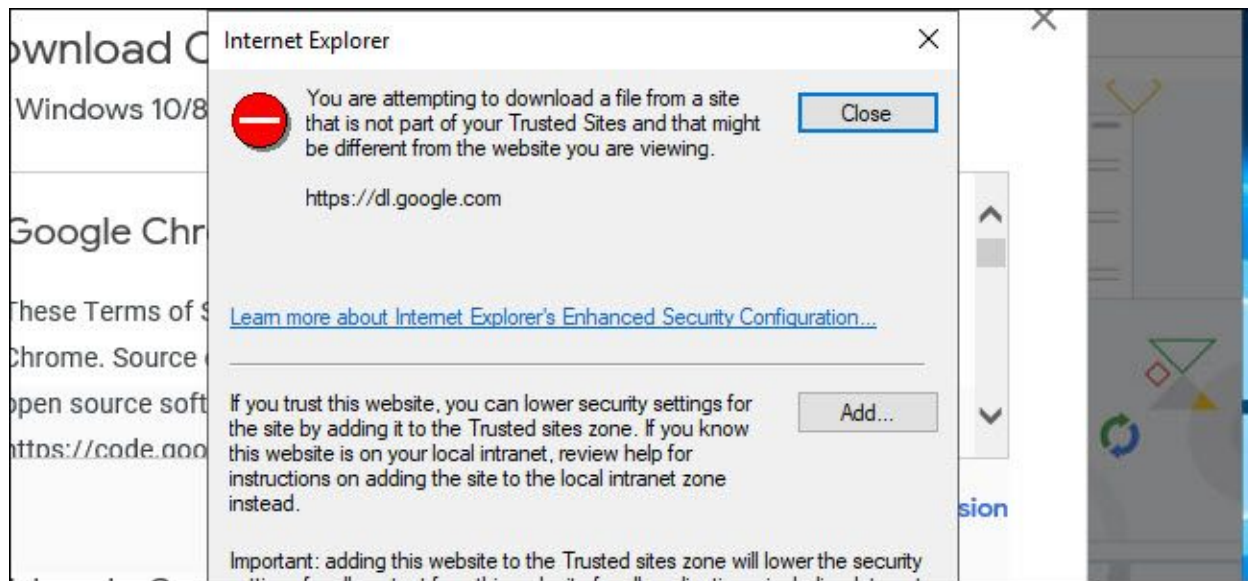 ownload C
Windows 10/8
Google Chr
These Terms of S
Chrome. Source
open source soft
https://code.goo
Internet Explorer
You are attempting to download a file from a site
that is not part of your Trusted Sites and that might
be different from the website you are viewing.
Close
https://dl.google.com
Learn more about Internet Explorer's Enhanced Security Configuration...
If you trust this website, you can lower security settings for
the site by adding it to the Trusted sites zone. If you know
this website is on your local intranet, review help for
instructions on adding the site to the local intranet zone
instead.
Add...
sion
Important: adding this website to the Trusted sites zone will lower the security